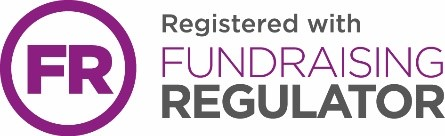 FR
Registered with
FUNDRAISING
REGULATOR